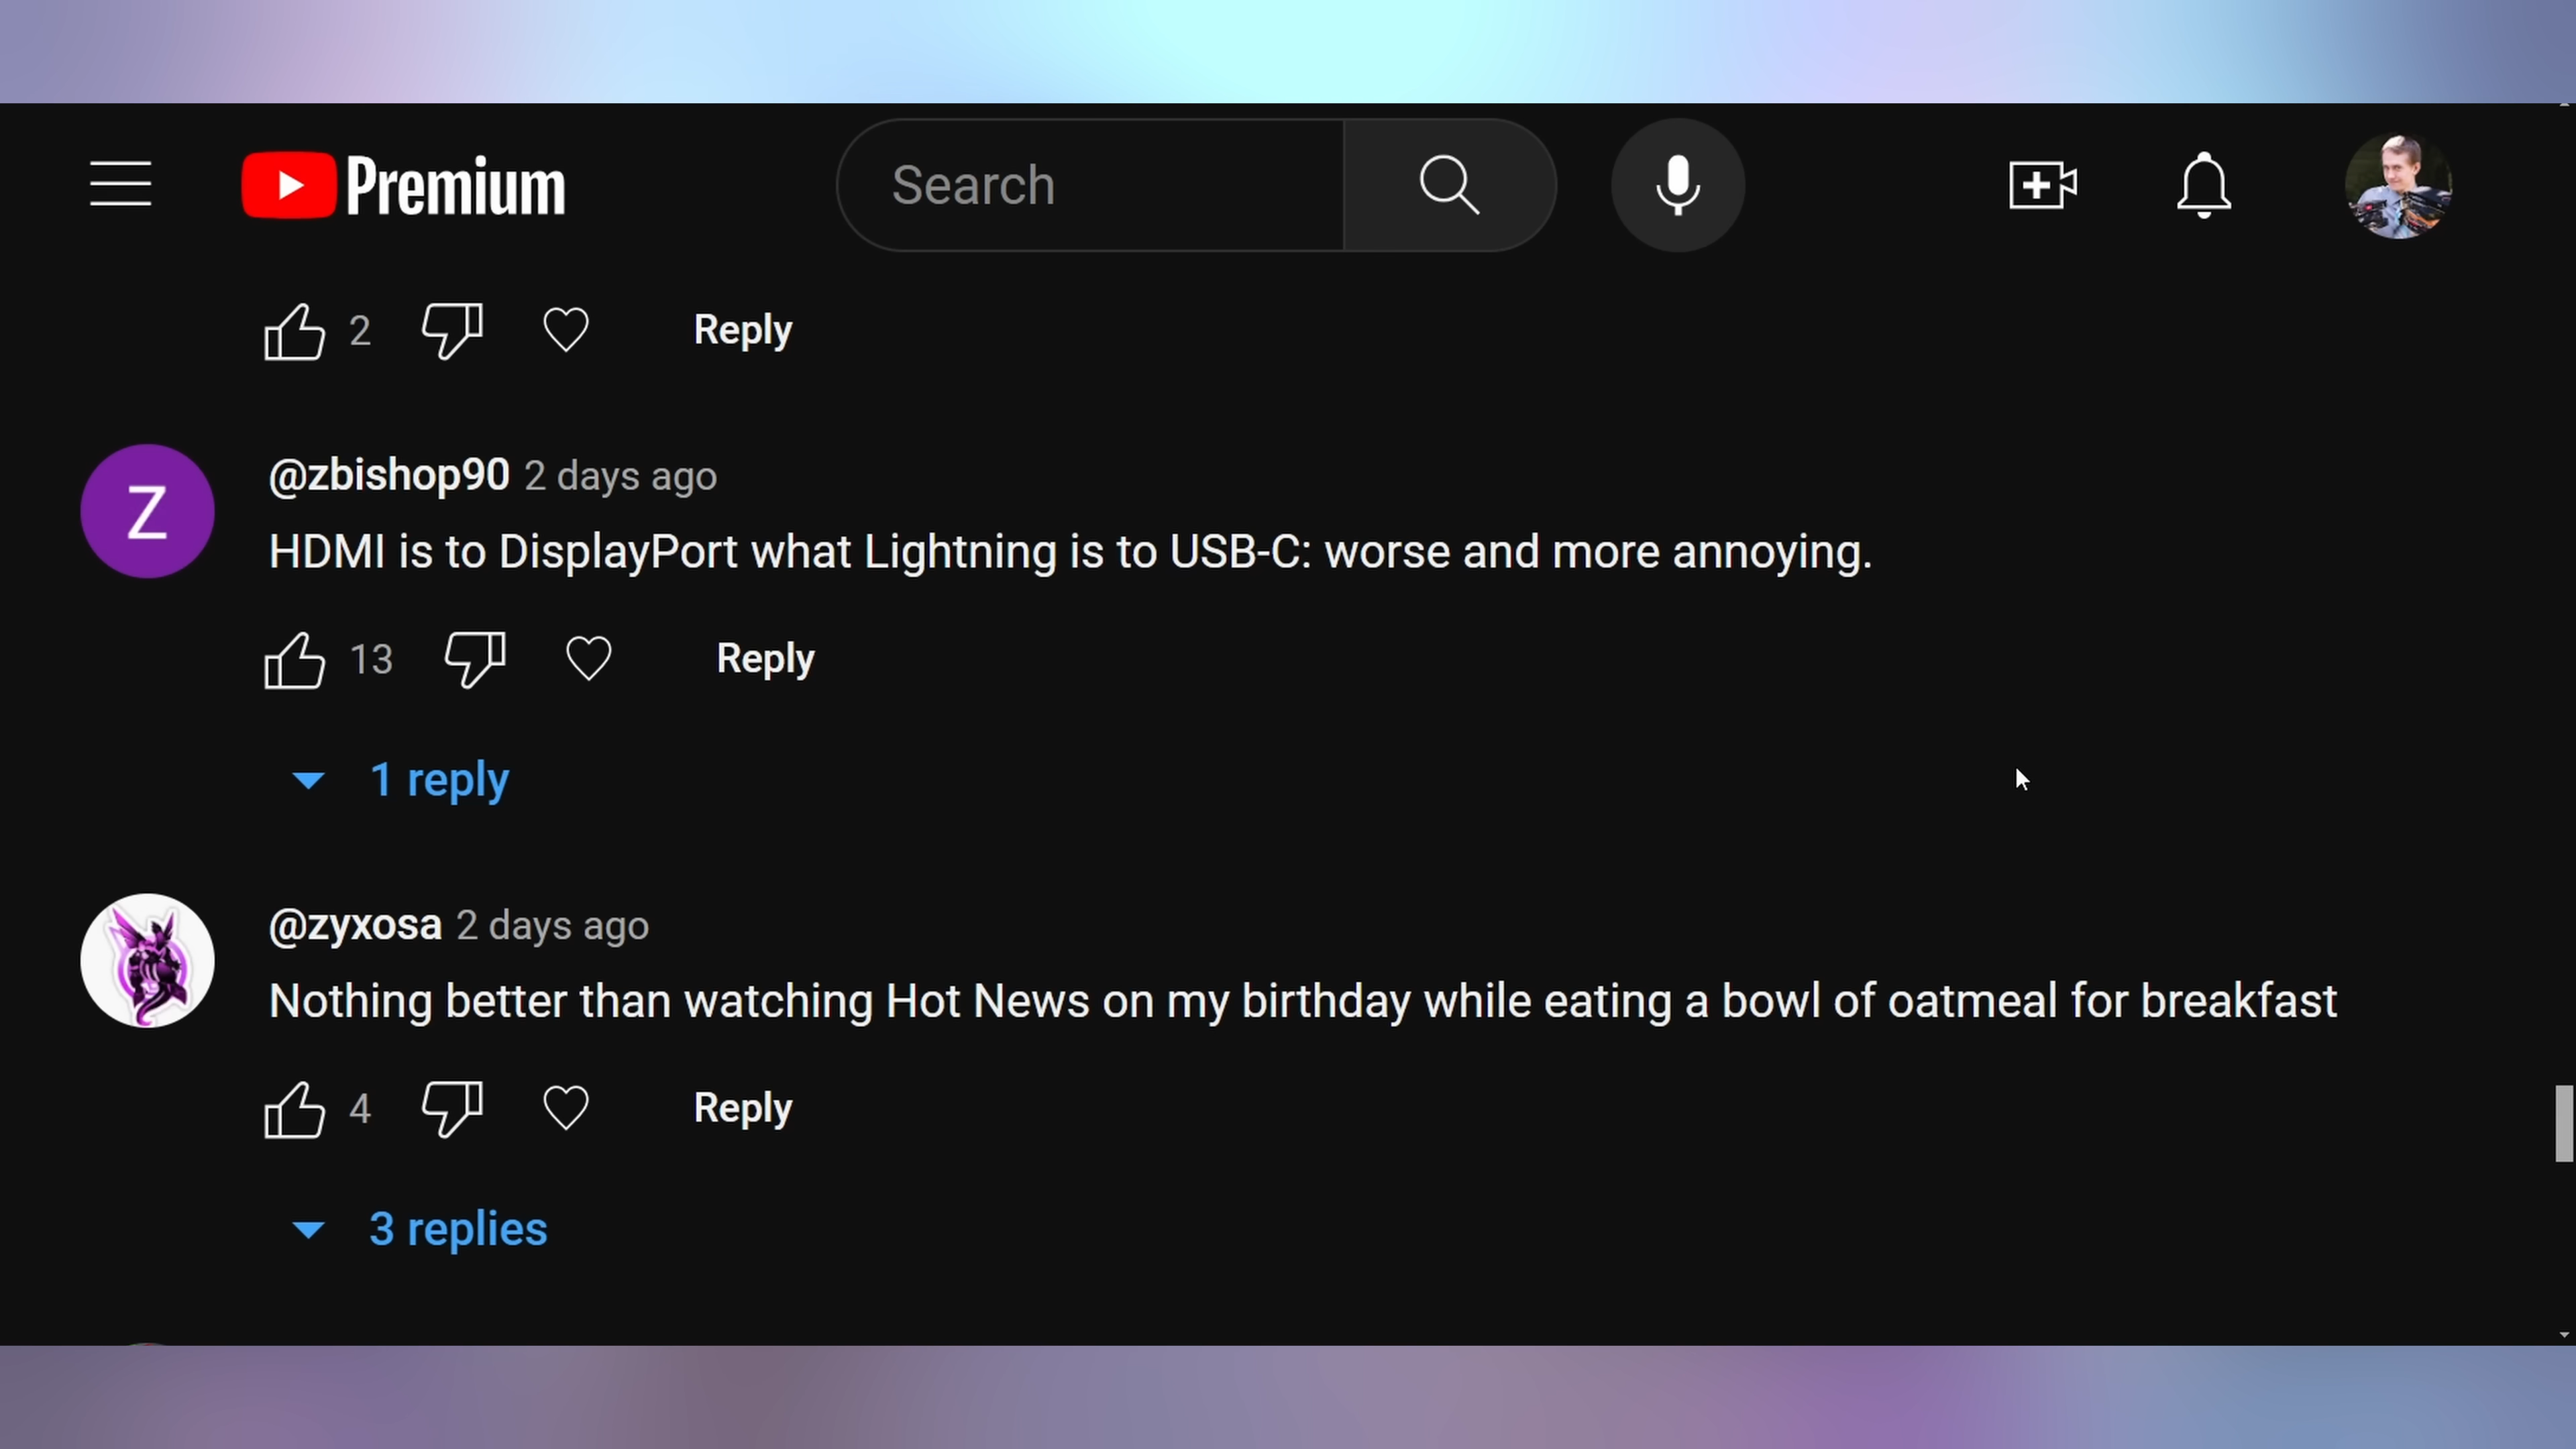 Premium
Search
2
Reply
Z
@zbishop90 2 days ago
HDMI is to DisplayPort what Lightning is to USB-C: worse and more annoying.
13
Reply
1 reply
@zyxosa 2 days ago
Nothing better than watching Hot News on my birthday while eating a bowl of oatmeal for breakfast
4
Reply
3 replies